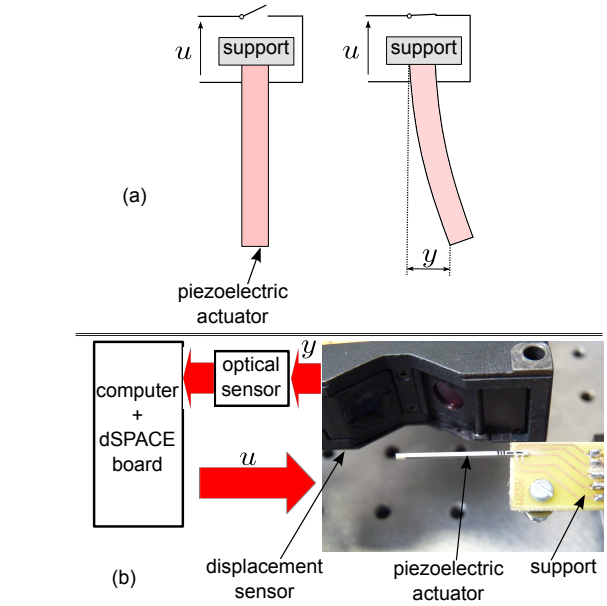 u
support
u
support
(a)
y
piezoelectric
actuator
computer
+
dSPACE
board
optical
sensor
y
u
(b)
displacement
sensor
piezoelectric
actuator
support